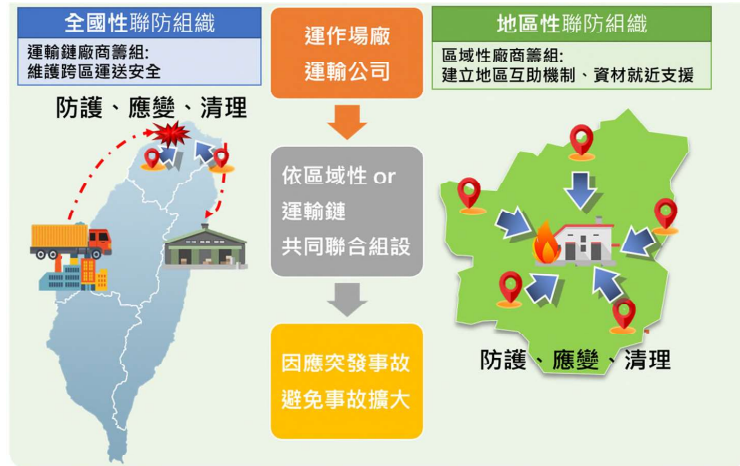 全國性聯防組織
運輸鏈廠商籌組:
維護跨區運送安全
防護、應變、清理
運作場廠
運輸公司
依區域性 or
運輸鏈
共同聯合組設
因應突發事故
避免事故擴大
地區性聯防組織
區域性廠商籌組:
建立地區互助機制、資材就近支援
防護、應變、清理